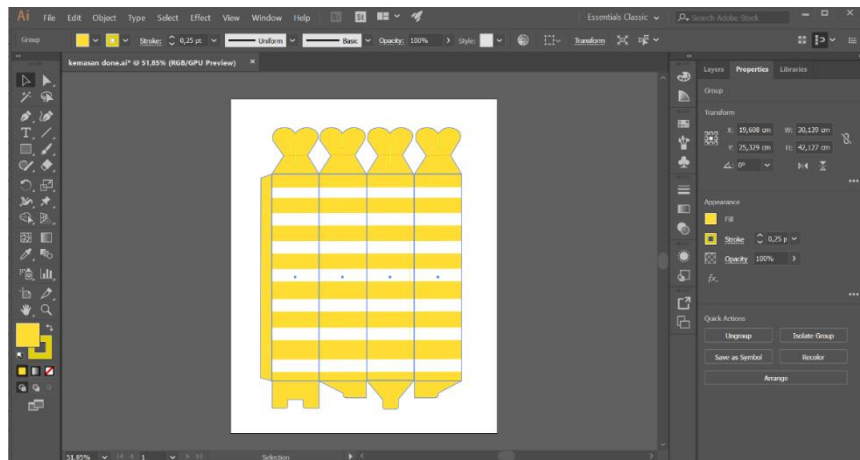 Ai File Edit Object Type Select Effect View Window Help St Essentials Classic Search Adobe Stock
Group Stroke: 0,25 pt Uniform Basic Opacity: 100% Style: Transform
kemasan done.ai* @ 51,85% (RGB/GPU Preview) ×
Layers Properties Libraries
Group
Transform
X: 19,608 cm W: 30,139 cm
Y: 25,329 cm H: 42,127 cm
0°
Appearance
Fill
Stroke 0,25 p
Opacity 100%
fx.
Quick Actions
Ungroup Isolate Group
Save as Symbol Recolor
Arrange
51,85% 1 Selection